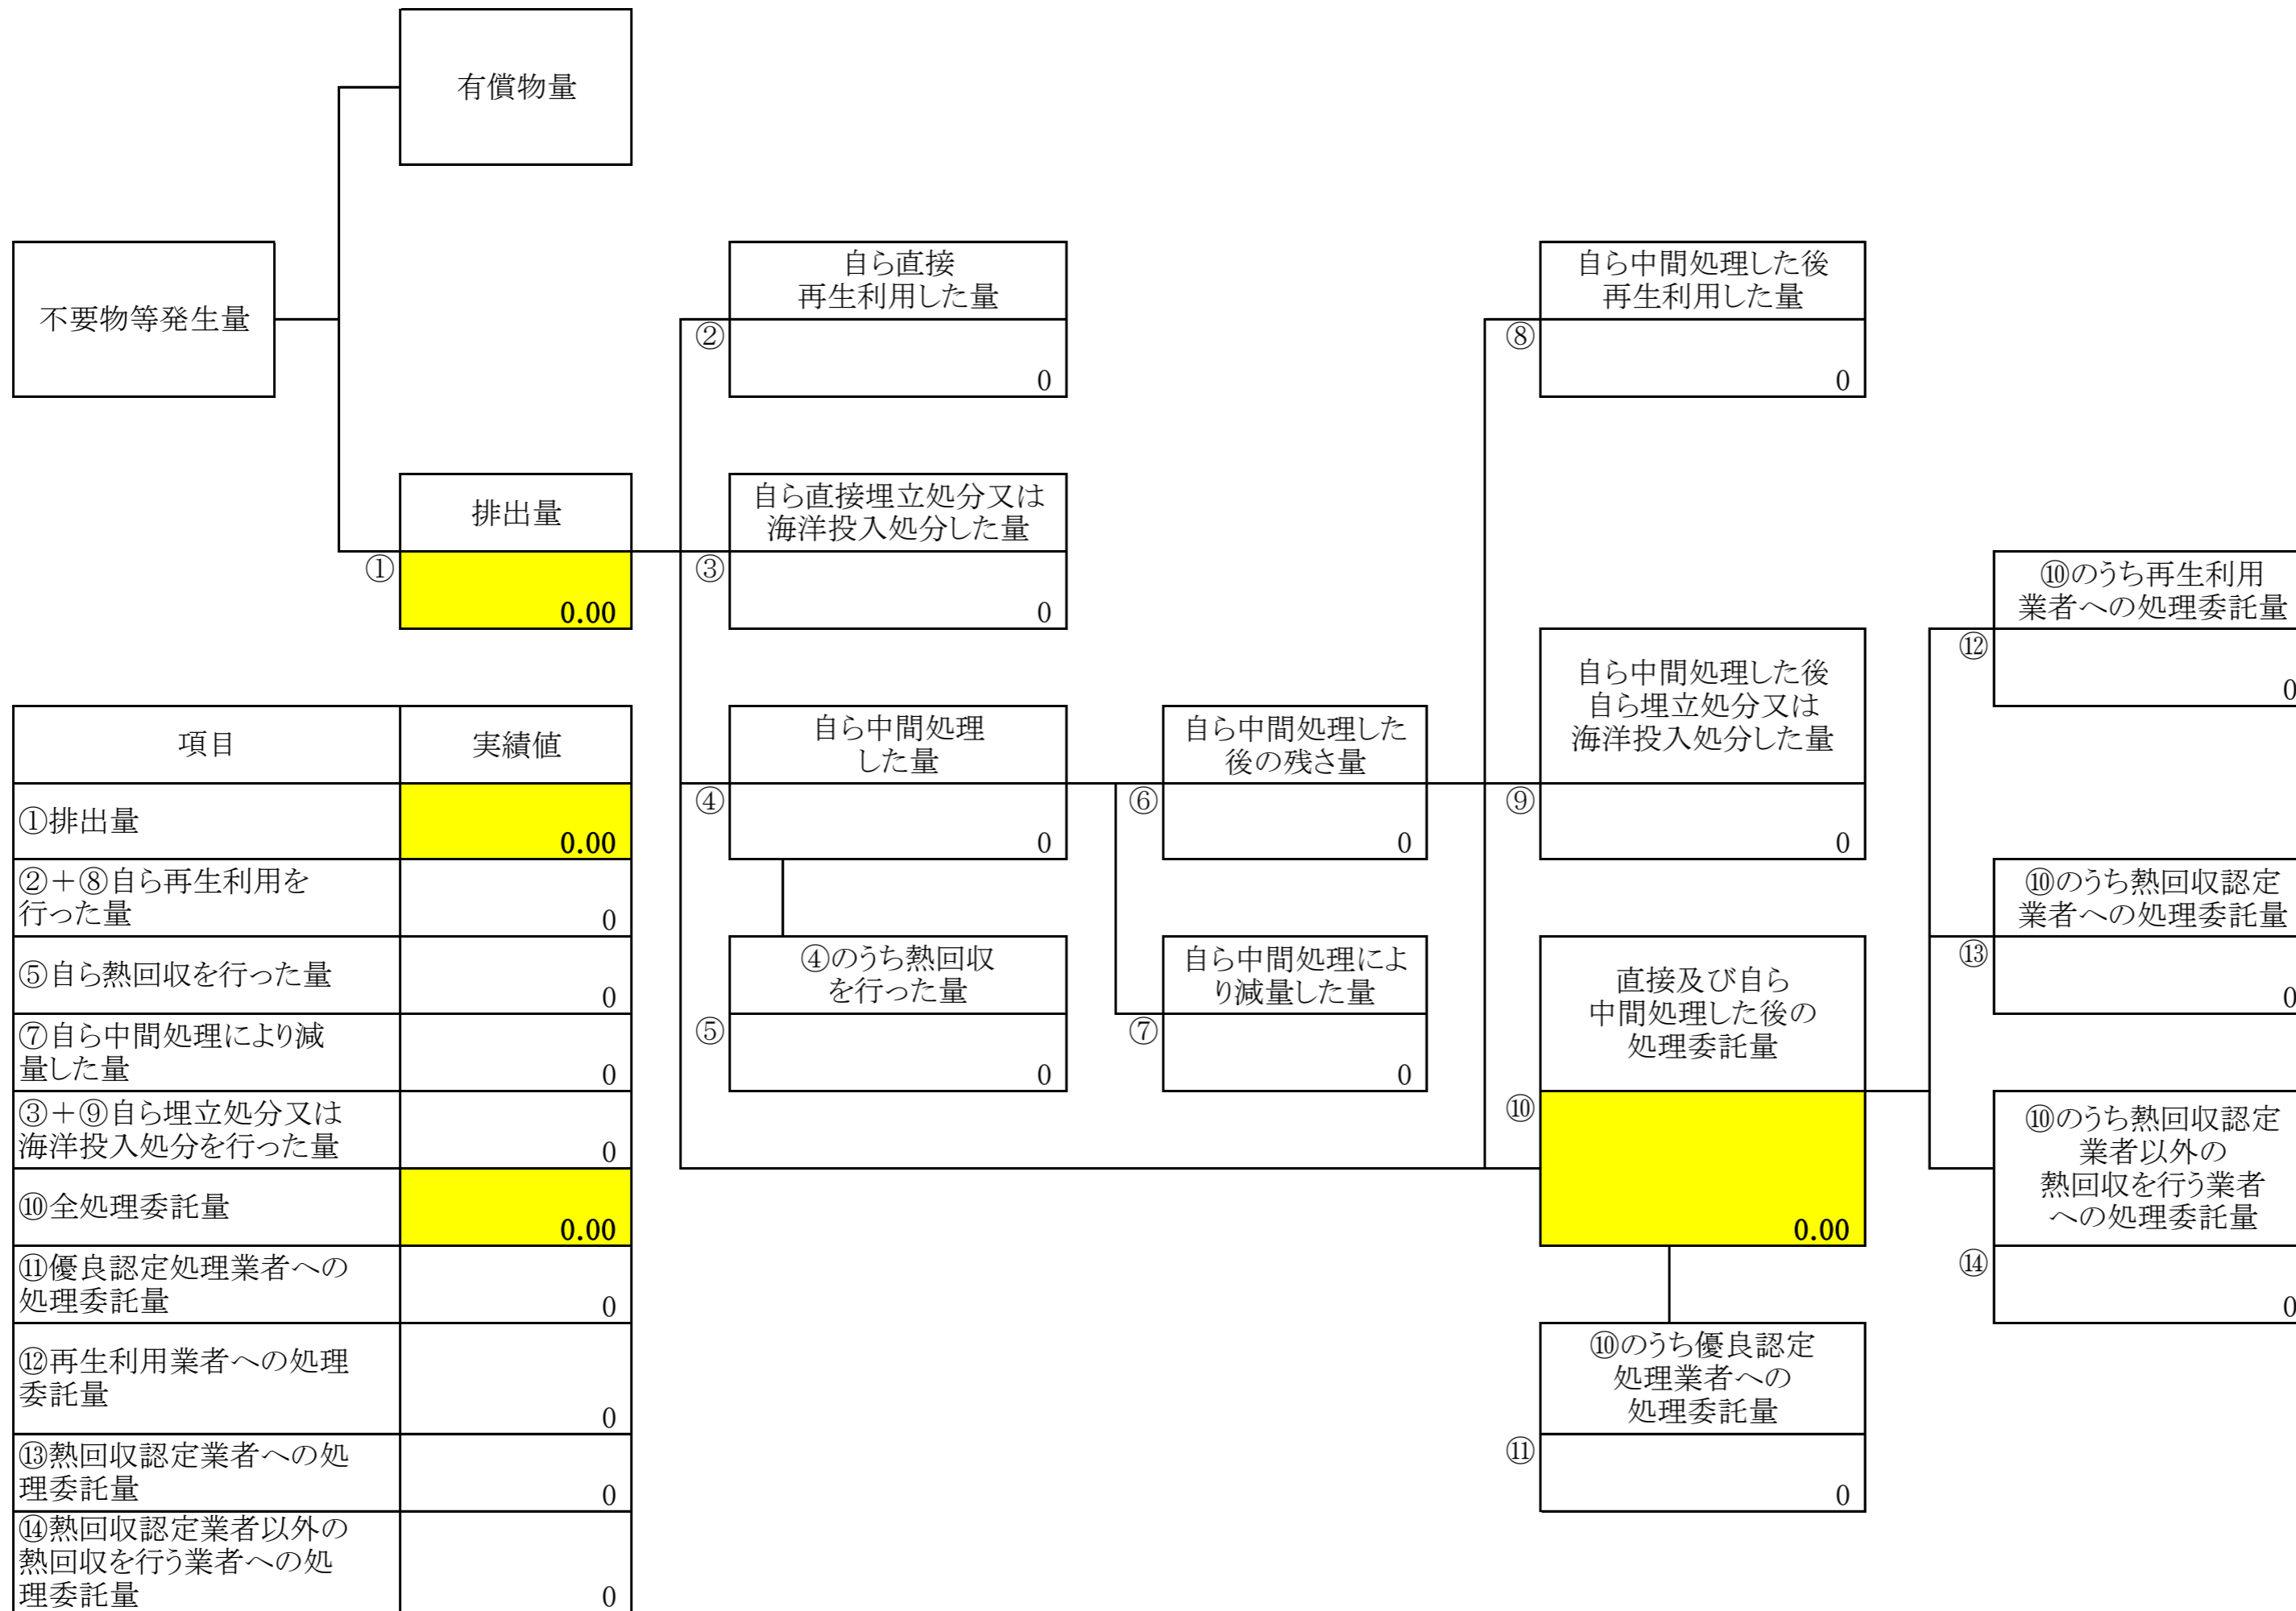 有償物量
不要物等発生量
自ら直接
再生利用した量
②
0
自ら中間処理した後
再生利用した量
⑧
0
排出量
①
0.00
自ら直接埋立処分又は
海洋投入処分した量
③
0
⑩のうち再生利用
業者への処理委託量
⑫
0
自ら中間処理
した量
④
0
自ら中間処理した
後の残さ量
⑥
0
自ら中間処理した後
自ら埋立処分又は
海洋投入処分した量
⑨
0
⑩のうち熱回収認定
業者への処理委託量
⑬
0
④のうち熱回収
を行った量
⑤
0
自ら中間処理によ
り減量した量
⑦
0
直接及び自ら
中間処理した後の
処理委託量
⑩
0.00
⑩のうち熱回収認定
業者以外の
熱回収を行う業者
への処理委託量
⑭
0
⑩のうち優良認定
処理業者への
処理委託量
⑪
0
項目
実績値
①排出量
0.00
②＋⑧自ら再生利用を
行った量
0
⑤自ら熱回収を行った量
0
⑦自ら中間処理により減
量した量
0
③＋⑨自ら埋立処分又は
海洋投入処分を行った量
0
⑩全処理委託量
0.00
⑪優良認定処理業者への
処理委託量
0
⑫再生利用業者への処理
委託量
0
⑬熱回収認定業者への処
理委託量
0
⑭熱回収認定業者以外の
熱回収を行う業者への処
理委託量
0